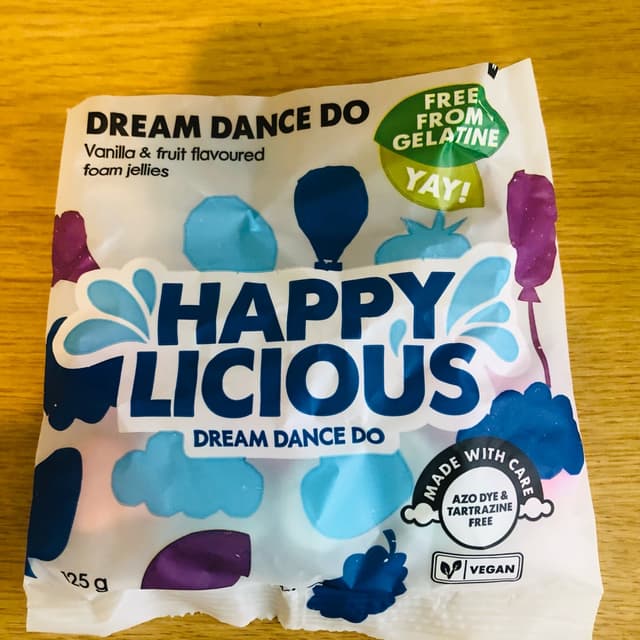 DREAM DANCE DO
Vanilla & fruit flavoured
foam jellies
FREE
FROM
GELATINE
YAY!
HAPPY
LICIOUS
DREAM DANCE DO
MADE WITH CARE
AZO DYE &
TARTRAZINE
FREE
VEGAN
125 g